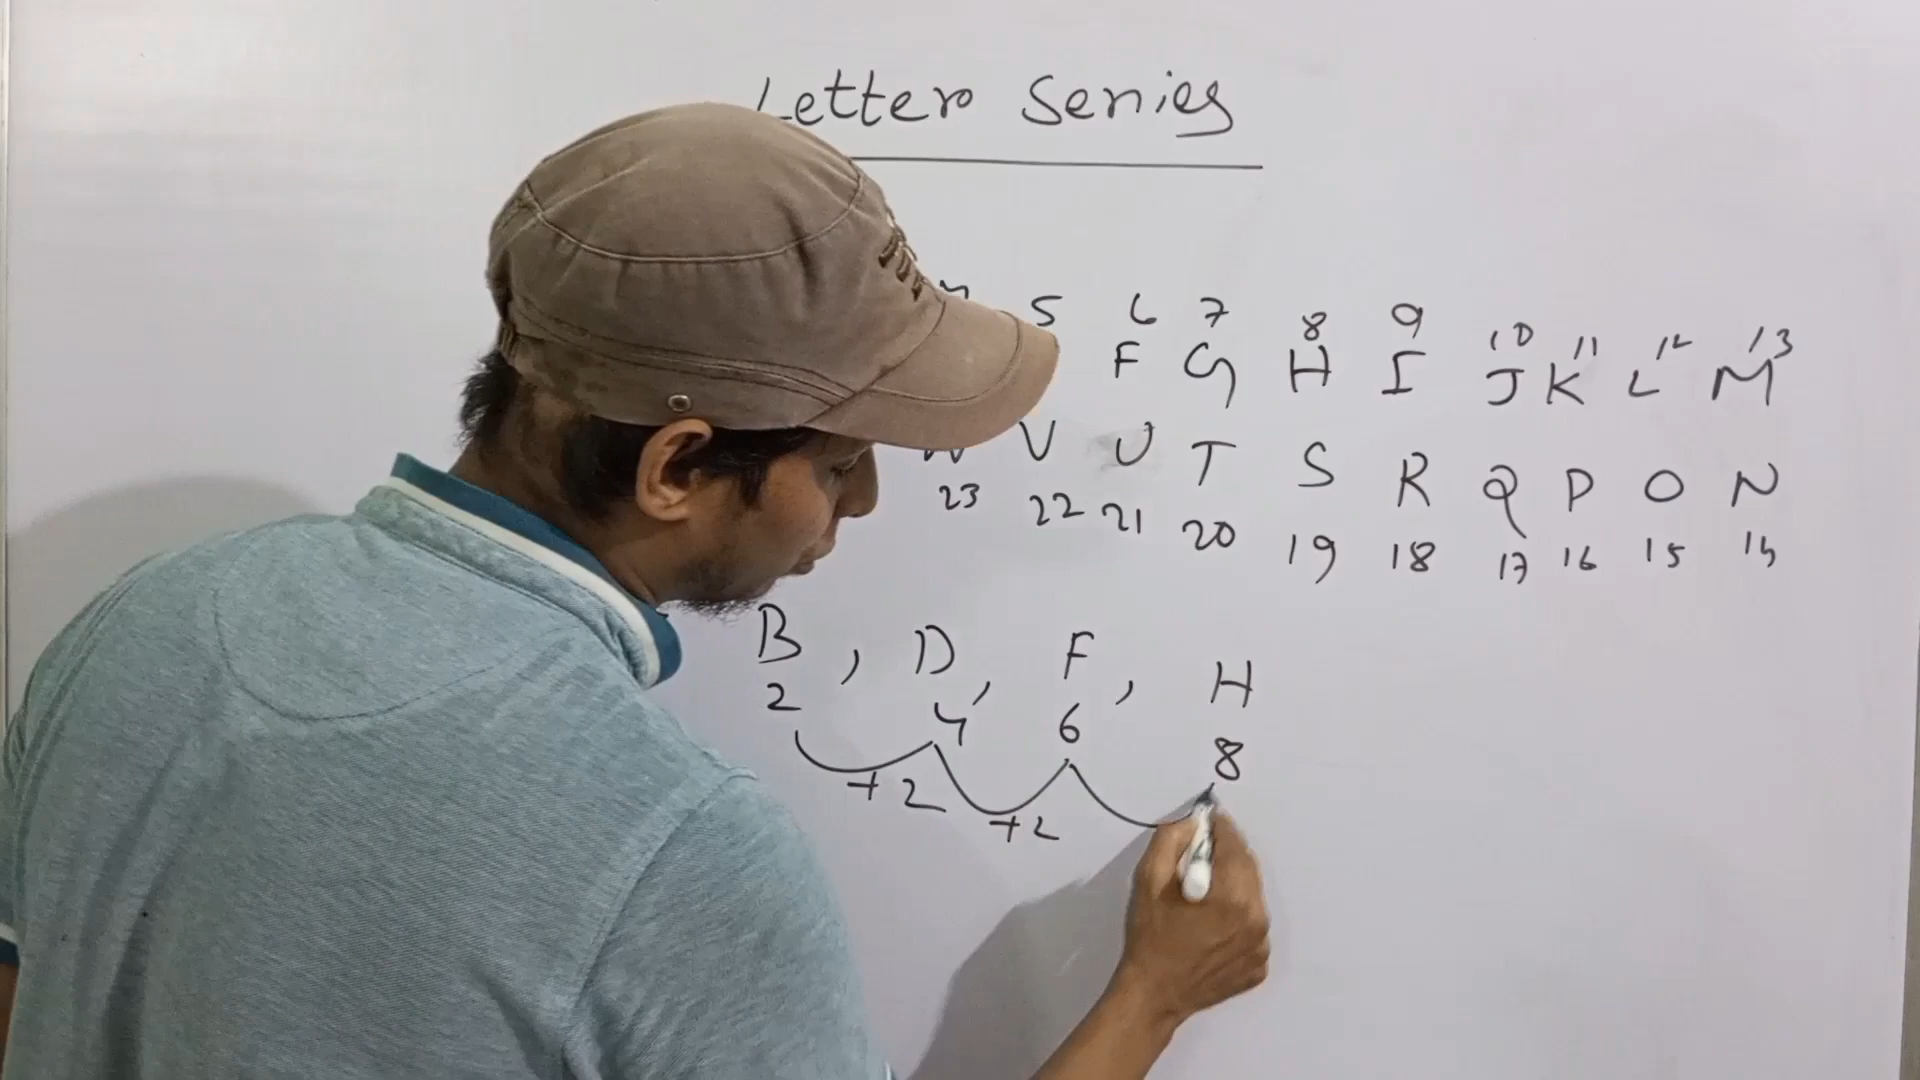 Letter Series
5 6 7 8 9 10 11 12 13
F G H I J K L M
V U T S R Q P O N
23 22 21 20 19 18 17 16 15 14
B , D , F , H
2 4 6 8
+2 +2